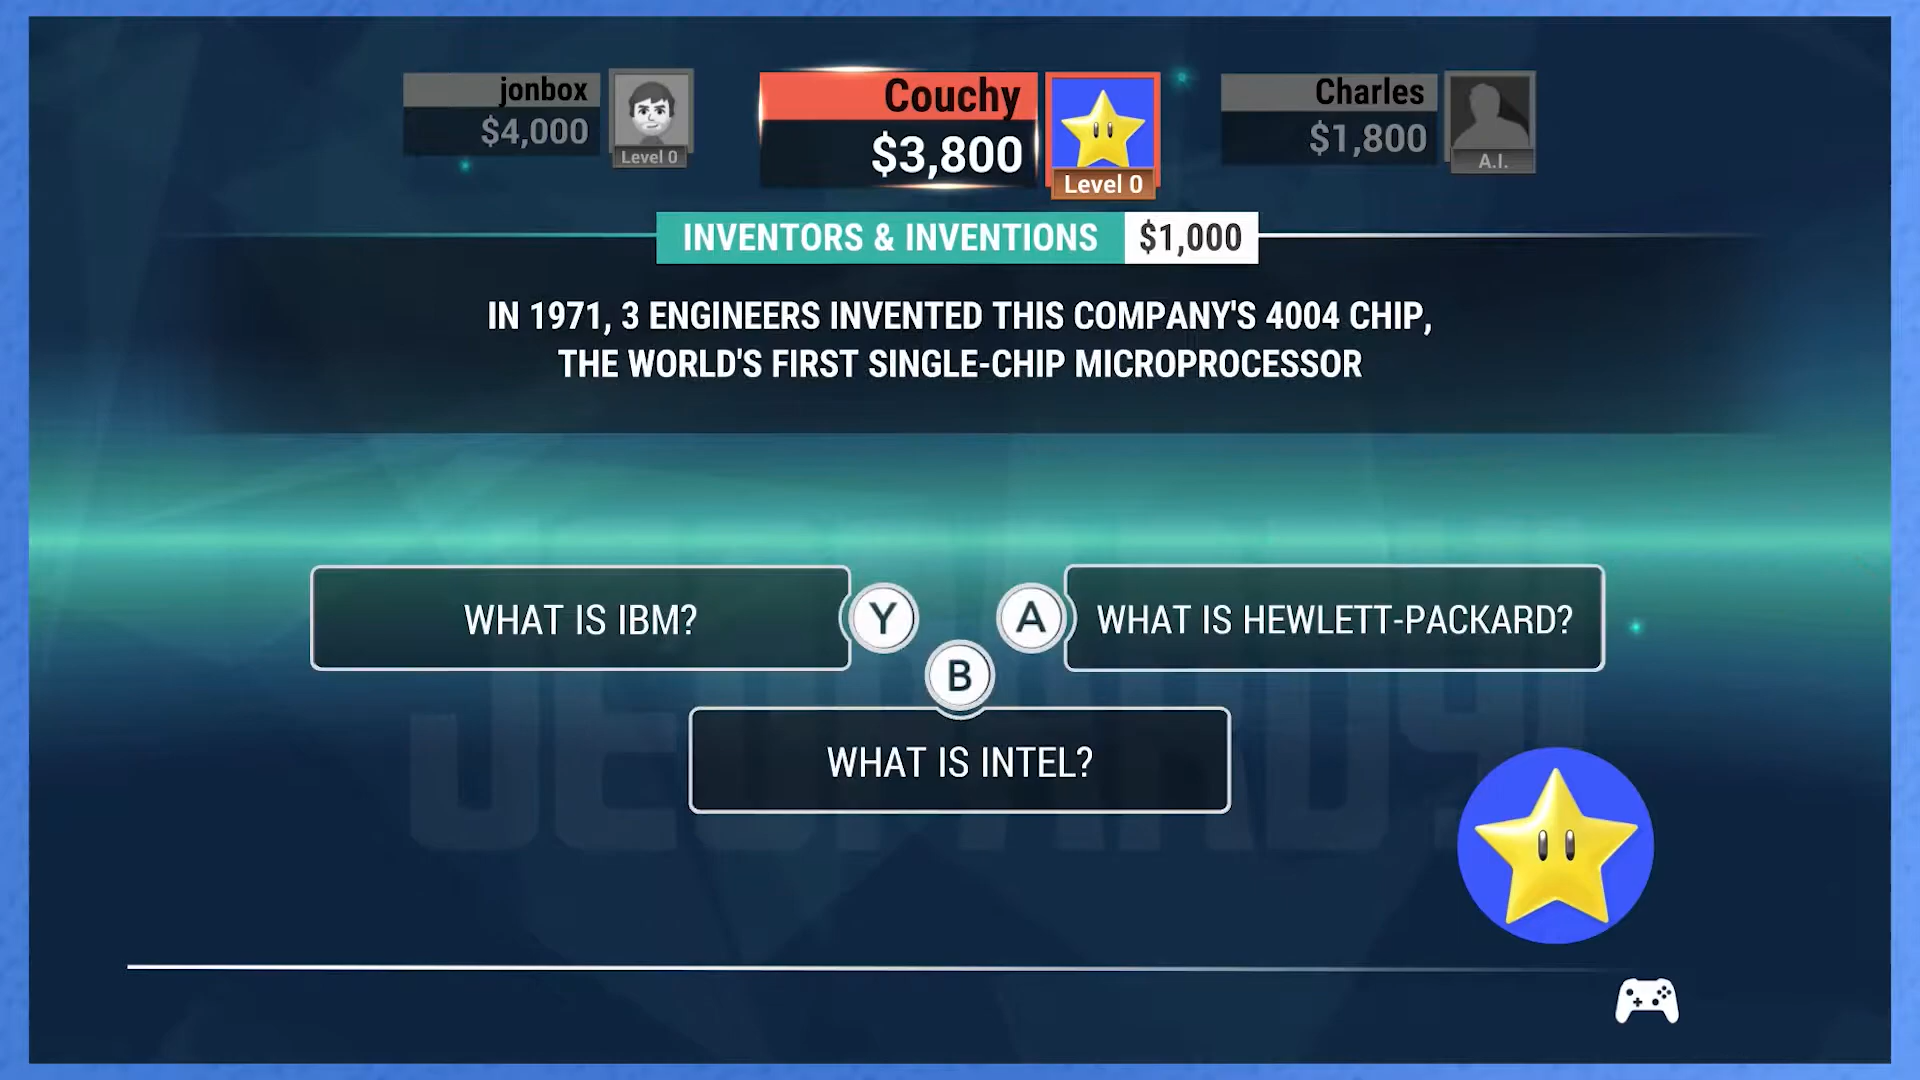 jonbox
$4,000
Level 0
Couchy
$3,800
Level 0
Charles
$1,800
A.I.
INVENTORS & INVENTIONS $1,000
IN 1971, 3 ENGINEERS INVENTED THIS COMPANY'S 4004 CHIP,
THE WORLD'S FIRST SINGLE-CHIP MICROPROCESSOR
WHAT IS IBM? Y
A WHAT IS HEWLETT-PACKARD?
B
WHAT IS INTEL?
JEOPARDY!